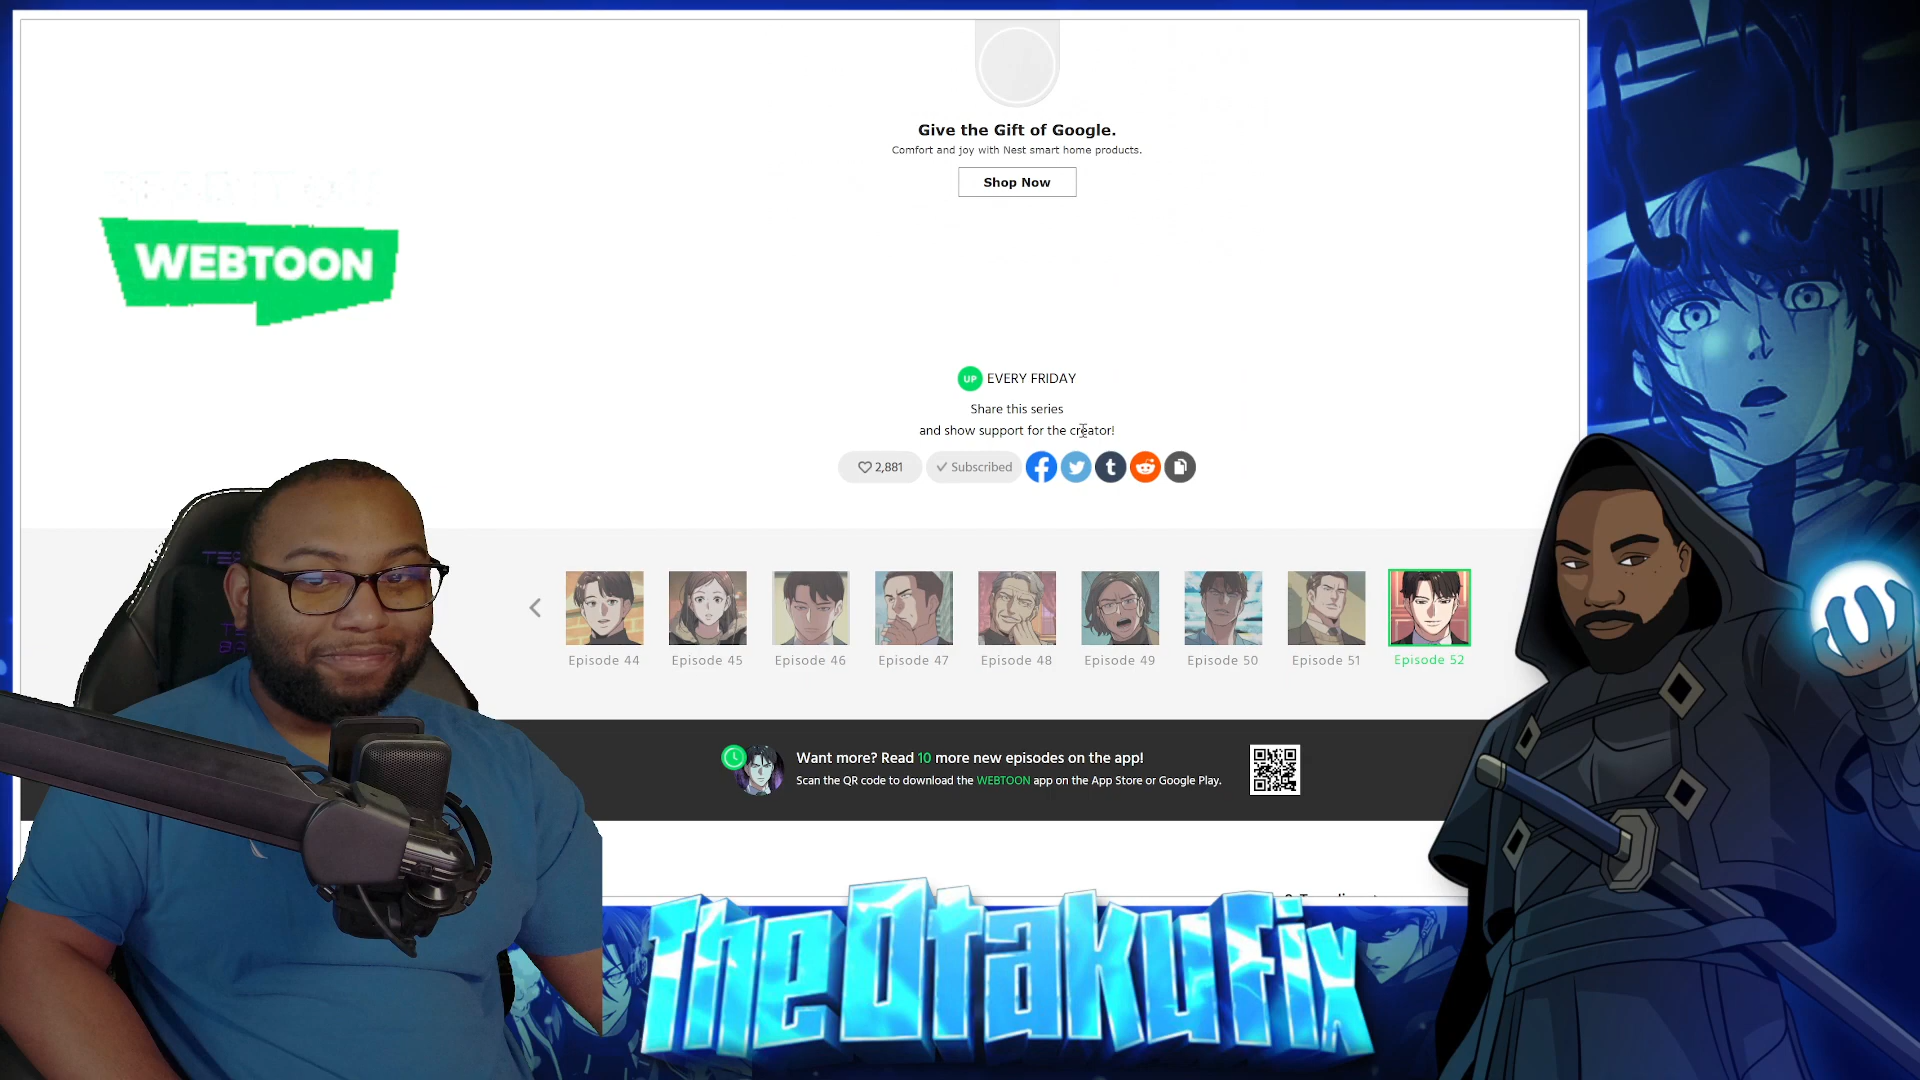 Give the Gift of Google.
Comfort and joy with Nest smart home products.
Shop Now
WEBTOON
UP EVERY FRIDAY
Share this series
and show support for the creator!
2,881
Subscribed
Episode 44
Episode 45
Episode 46
Episode 47
Episode 48
Episode 49
Episode 50
Episode 51
Episode 52
Want more? Read 10 more new episodes on the app!
Scan the QR code to download the WEBTOON app on the App Store or Google Play.
TheOtakuFix